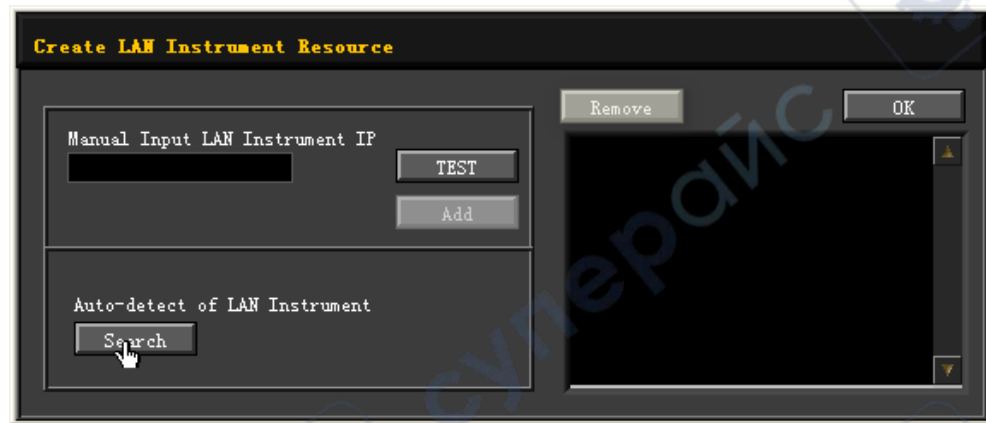 Create LAN Instrument Resource
Manual Input LAN Instrument IP
TEST
Add
Auto-detect of LAN Instrument
Search
Remove
OK
суперайс